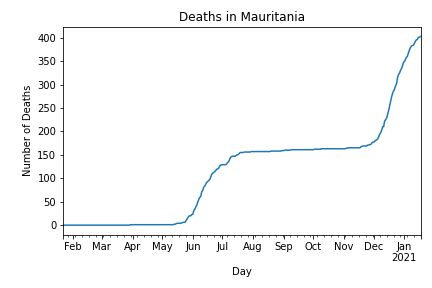 Deaths in Mauritania
400
350
300
250
200
150
100
50
0
Number of Deaths
Feb Mar Apr May Jun Jul Aug Sep Oct Nov Dec Jan
2021
Day